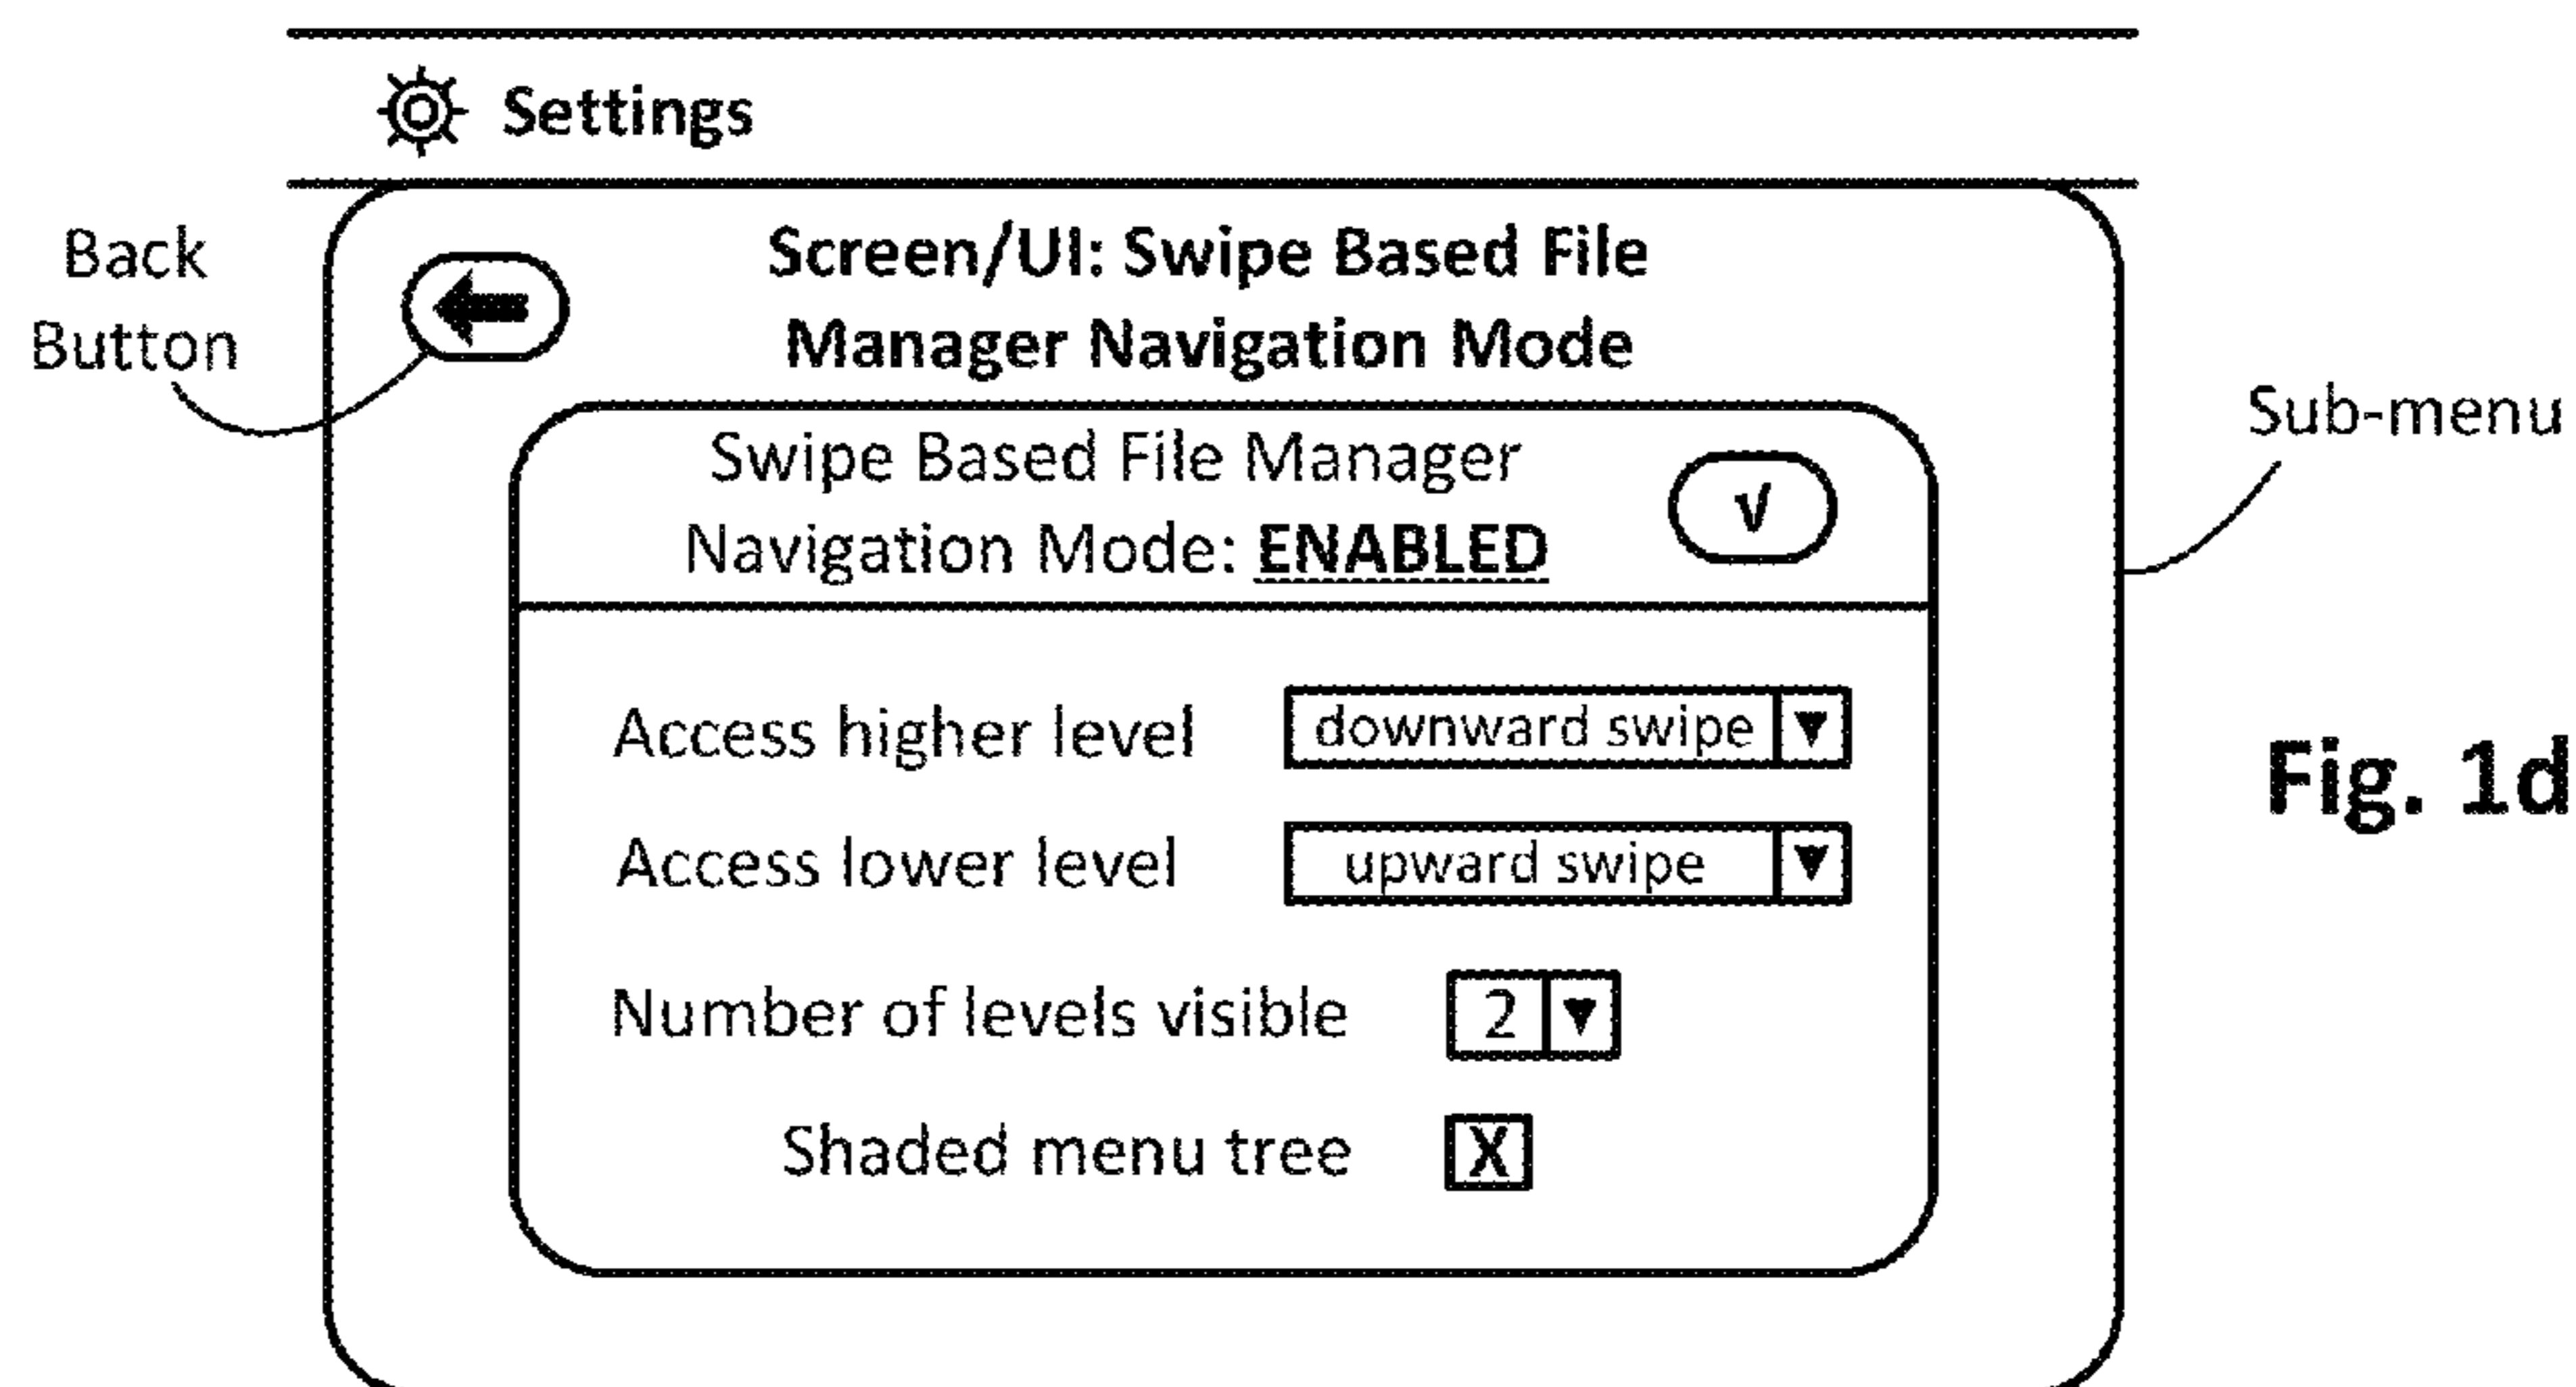 Settings
Back
Button
Screen/UI: Swipe Based File
Manager Navigation Mode
Swipe Based File Manager
Navigation Mode: ENABLED
√
Sub-menu
Access higher level downward swipe ▼
Access lower level upward swipe ▼
Number of levels visible 2 ▼
Shaded menu tree X
Fig. 1d